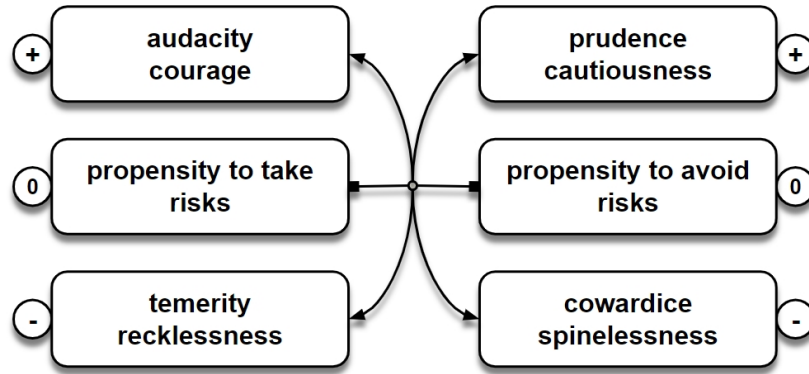 +
audacity
courage
prudence
cautiousness
+
0
propensity to take
risks
propensity to avoid
risks
0
-
temerity
recklessness
cowardice
spinelessness
-